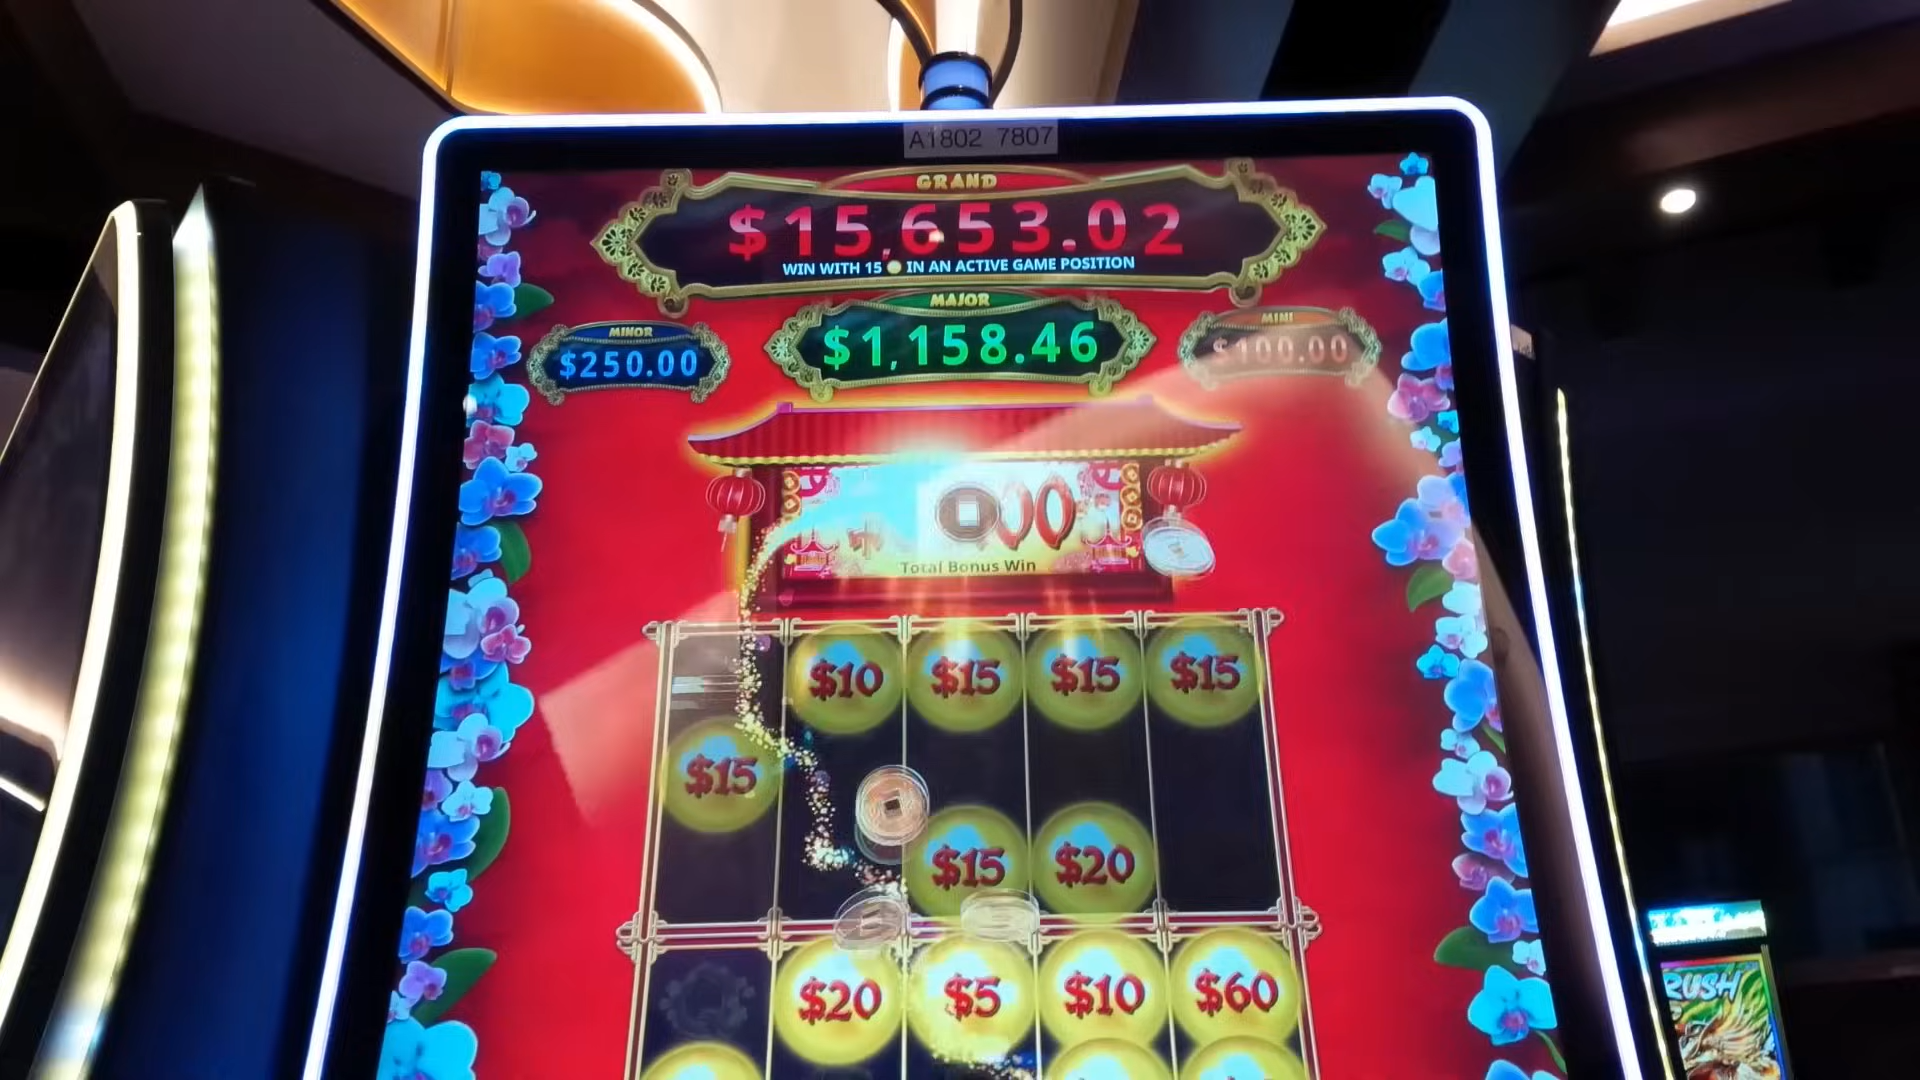 A1802 7807
GRAND
$15,653.02
WIN WITH 15 IN AN ACTIVE GAME POSITION
MAJOR
MINOR
MINI
$250.00
$1,158.46
$100.00
Total Bonus Win
$10 $15 $15 $15
$15
$15 $20
$20 $5 $10 $60
RUSH